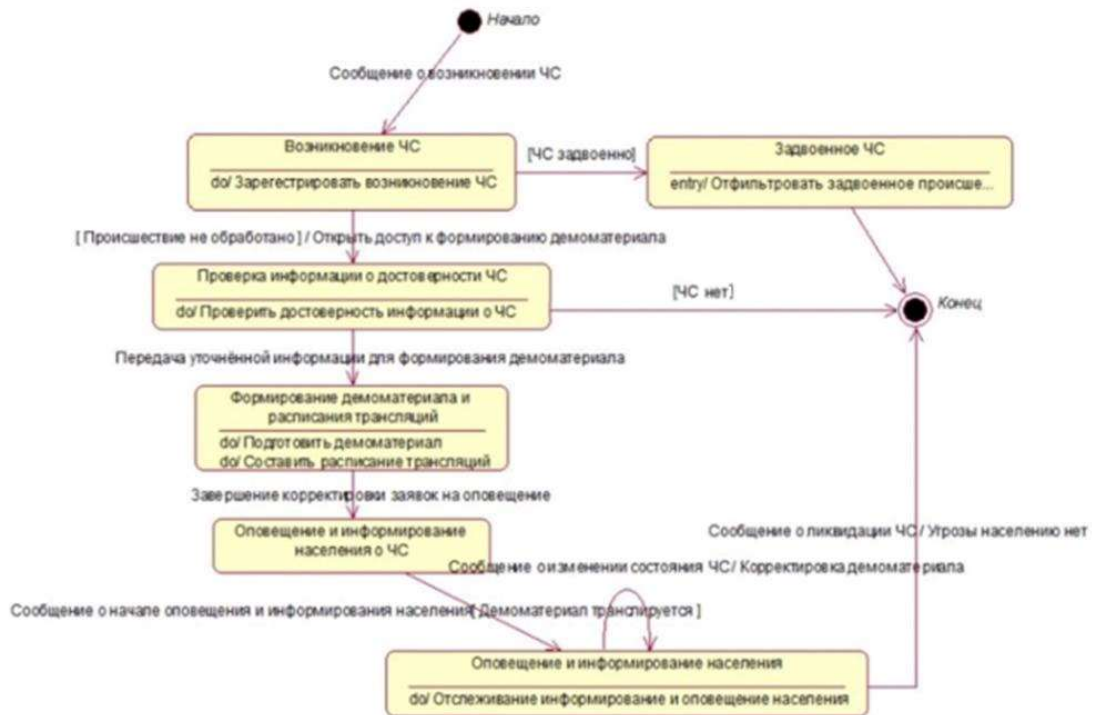 Начало
Сообщение о возникновении ЧС
Возникновение ЧС
do/ Зарегестрировать возникновение ЧС
[ЧС задвоенно]
Задвоенное ЧС
entry/ Отфильтровать задвоенное происше...
[ Происшествие не обработано ] / Открыть доступ к формированию демоматериала
Проверка информации о достоверности ЧС
do/ Проверить достоверность информации о ЧС
[ЧС нет]
Конец
Передача уточнённой информации для формирования демоматериала
Формирование демоматериала и
расписания трансляций
do/ Подготовить демоматериал
do/ Составить расписание трансляций
Завершение корректировки заявок на оповещение
Оповещение и информирование
населения о ЧС
Сообщение о ликвидации ЧС / Угрозы населению нет
Сообщение о изменении состояния ЧС / Корректировка демоматериала
Сообщение о начале оповещения и информирования населения[ Демоматериал транслируется ]
Оповещение и информирование населения
do/ Отслеживание информирование и оповещение населения